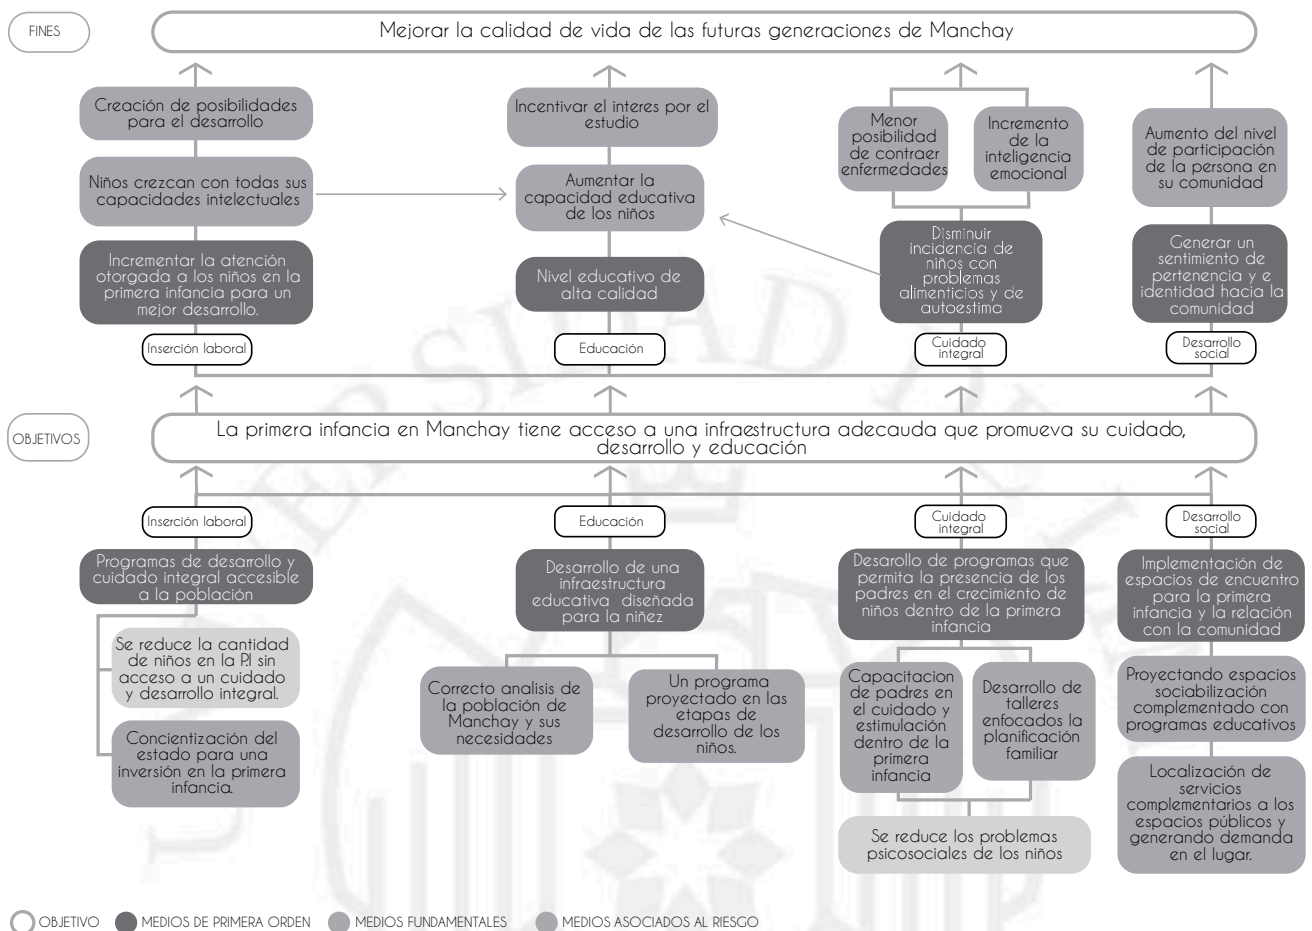 FINES
Mejorar la calidad de vida de las futuras generaciones de Manchay
Creación de posibilidades
para el desarrollo
Niños crezcan con todas sus
capacidades intelectuales
Incrementar la atención
otorgada a los niños en la
primera infancia para un
mejor desarrollo.
Inserción laboral
Incentivar el interes por el
estudio
Aumentar la
capacidad educativa
de los niños
Nivel educativo de
alta calidad
Educación
Menor
posibilidad
de contraer
enfermedades
Incremento
de la
inteligencia
emocional
Disminuir
incidencia de
niños con
problemas
alimenticios y de
autoestima
Cuidado
integral
Aumento del nivel
de participación
de la persona en
su comunidad
Generar un
sentimiento de
pertenencia y e
identidad hacia la
comunidad
Desarrollo
social
OBJETIVOS
La primera infancia en Manchay tiene acceso a una infraestructura adecauda que promueva su cuidado,
desarrollo y educación
Inserción laboral
Programas de desarrollo y
cuidado integral accesible
a la población
Se reduce la cantidad
de niños en la P.I sin
acceso a un cuidado
y desarrollo integral.
Concientización del
estado para una
inversión en la primera
infancia.
Educación
Desarrollo de una
infraestructura
educativa diseñada
para la niñez
Correcto analisis de
la población de
Manchay y sus
necesidades
Un programa
proyectado en las
etapas de
desarrollo de los
niños.
Cuidado
integral
Desarollo de programas que
permita la presencia de los
padres en el crecimiento de
niños dentro de la primera
infancia
Capacitacion
de padres en
el cuidado y
estimulación
dentro de la
primera
infancia
Desarrollo de
talleres
enfocados la
planificación
familiar
Se reduce los problemas
psicosociales de los niños
Desarrollo
social
Implementación de
espacios de encuentro
para la primera
infancia y la relación
con la comunidad
Proyectando espacios
sociabilización
complementado con
programas educativos
Localización de
servicios
complementarios a los
espacios públicos y
generando demanda
en el lugar.
OBJETIVO MEDIOS DE PRIMERA ORDEN MEDIOS FUNDAMENTALES MEDIOS ASOCIADOS AL RIESGO